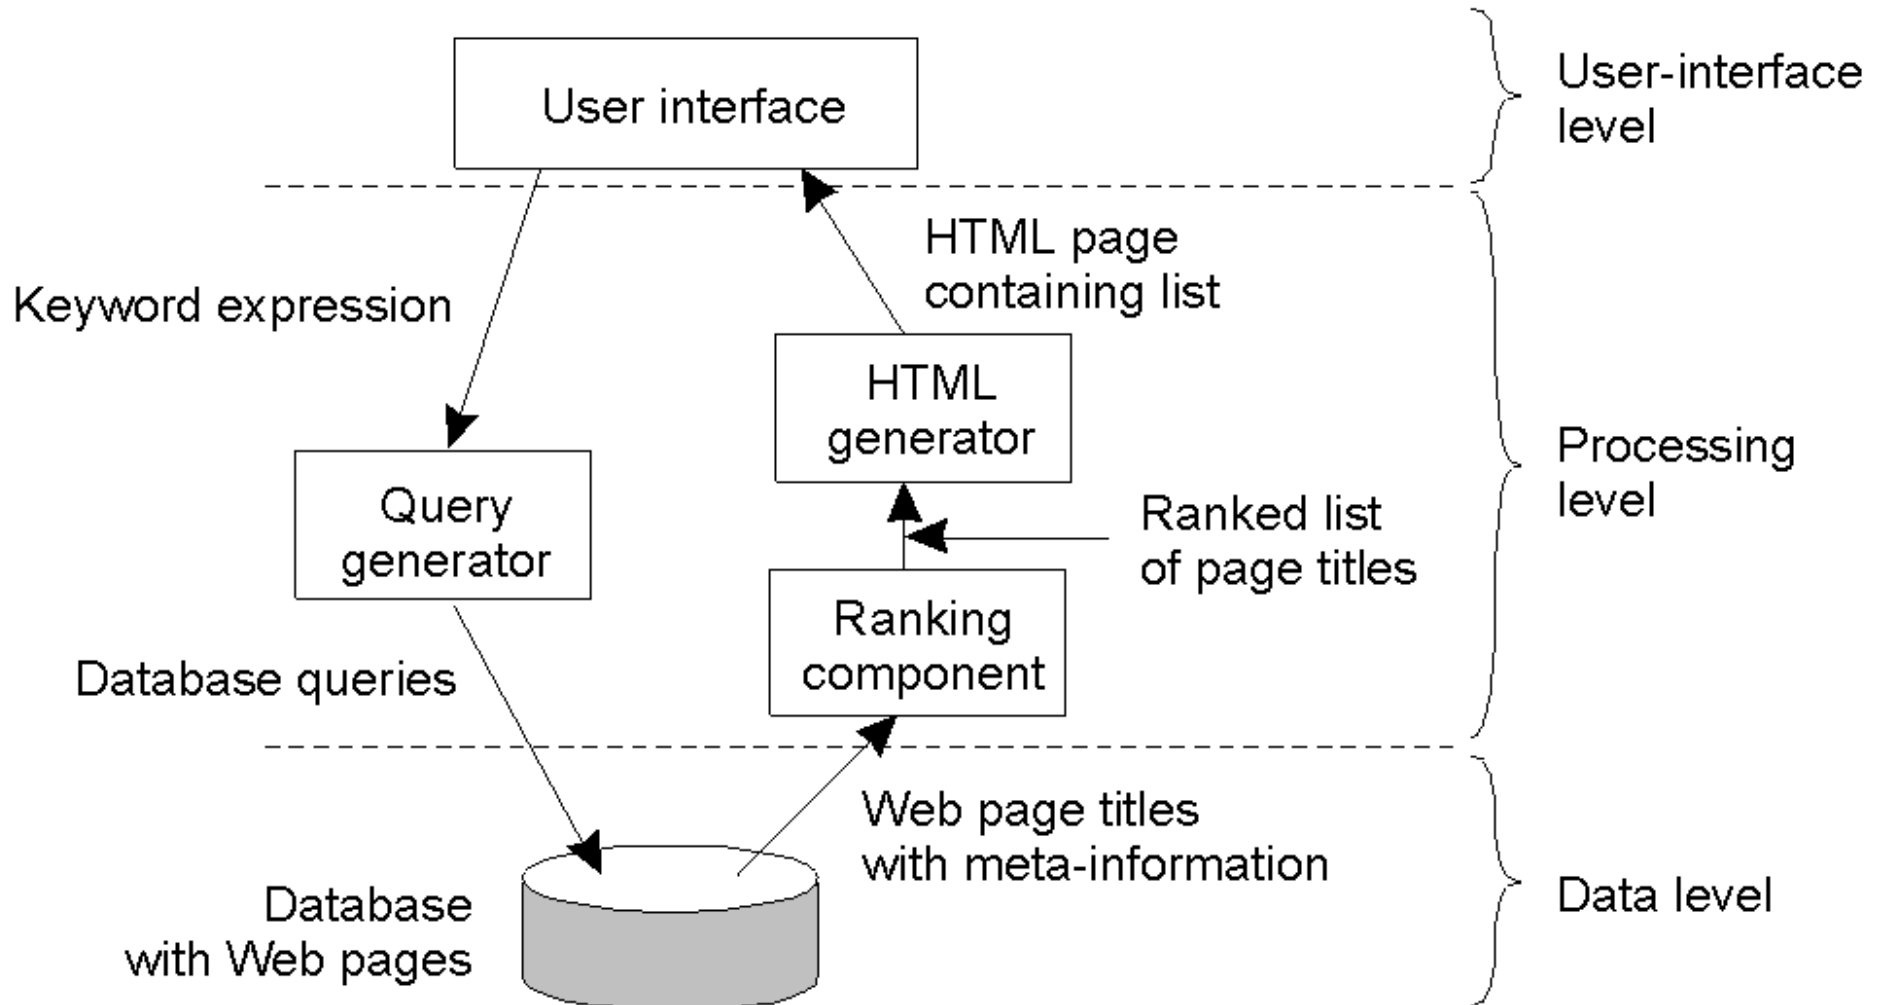 User interface
User-interface
level
HTML page
containing list
Keyword expression
HTML
generator
Processing
level
Query
generator
Ranked list
of page titles
Ranking
component
Database queries
Web page titles
with meta-information
Database
with Web pages
Data level